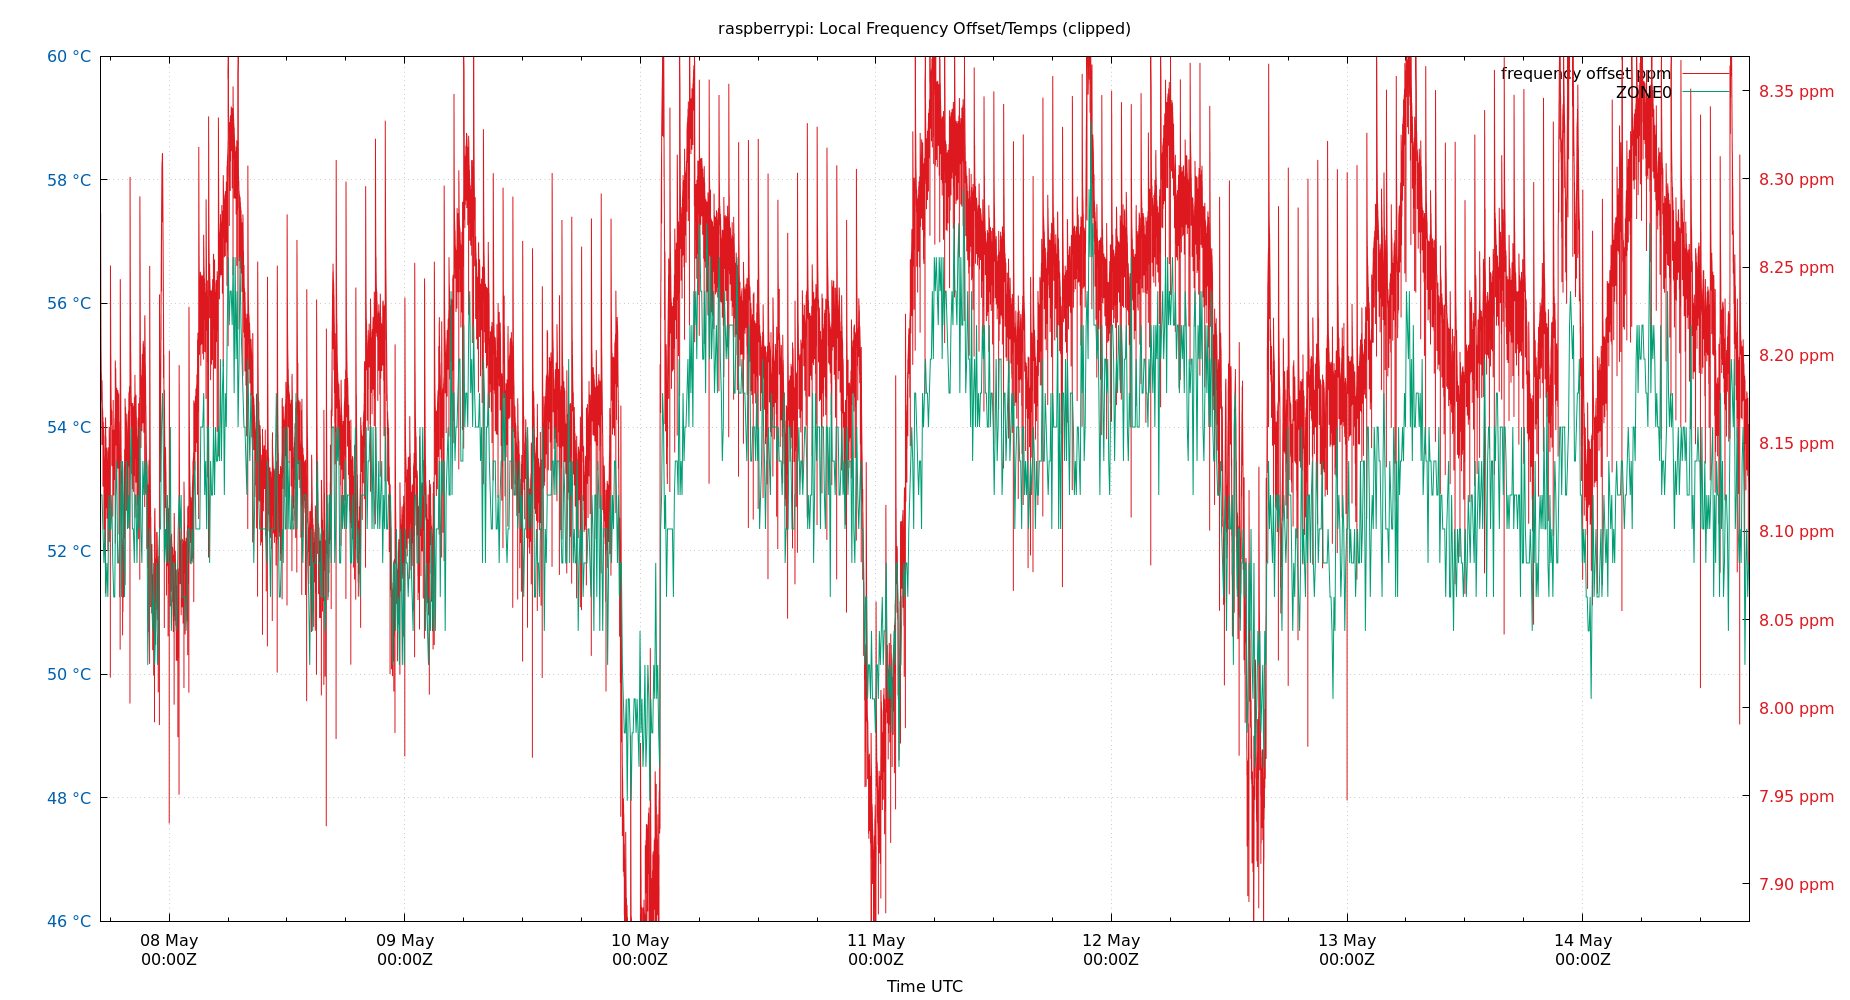 raspberrypi: Local Frequency Offset/Temps (clipped)
60 °C
58 °C
56 °C
54 °C
52 °C
50 °C
48 °C
46 °C
frequency offset ppm
ZONE0
8.35 ppm
8.30 ppm
8.25 ppm
8.20 ppm
8.15 ppm
8.10 ppm
8.05 ppm
8.00 ppm
7.95 ppm
7.90 ppm
08 May
00:00Z
09 May
00:00Z
10 May
00:00Z
11 May
00:00Z
12 May
00:00Z
13 May
00:00Z
14 May
00:00Z
Time UTC